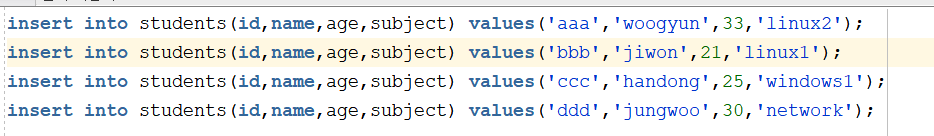 insert into students(id,name,age,subject) values('aaa','woogyun',33,'linux2');
insert into students(id,name,age,subject) values('bbb','jiwon',21,'linux1');
insert into students(id,name,age,subject) values('ccc','handong',25,'windows1');
insert into students(id,name,age,subject) values('ddd','jungwoo',30,'network');